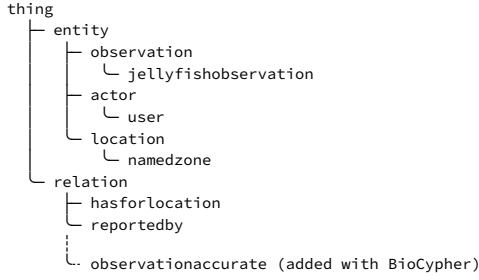 thing
entity
observation
jellyfishobservation
actor
user
location
namedzone
relation
hasforlocation
reportedby
observationaccurate (added with BioCypher)